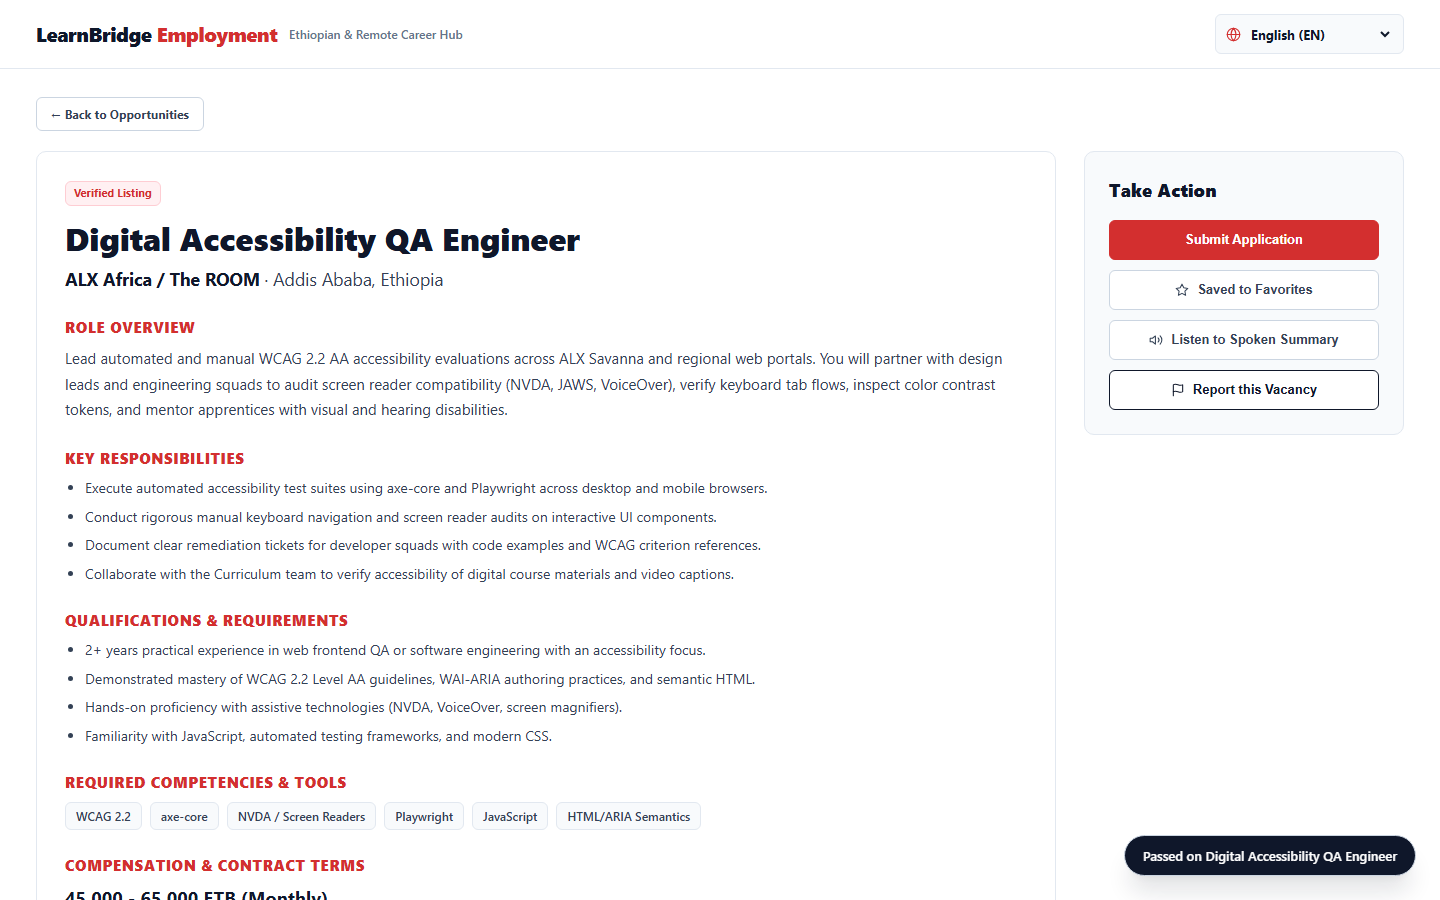 LearnBridge Employment Ethiopian & Remote Career Hub
English (EN)
← Back to Opportunities
Verified Listing
Digital Accessibility QA Engineer
ALX Africa / The ROOM · Addis Ababa, Ethiopia
ROLE OVERVIEW
Lead automated and manual WCAG 2.2 AA accessibility evaluations across ALX Savanna and regional web portals. You will partner with design
leads and engineering squads to audit screen reader compatibility (NVDA, JAWS, VoiceOver), verify keyboard tab flows, inspect color contrast
tokens, and mentor apprentices with visual and hearing disabilities.
KEY RESPONSIBILITIES
• Execute automated accessibility test suites using axe-core and Playwright across desktop and mobile browsers.
• Conduct rigorous manual keyboard navigation and screen reader audits on interactive UI components.
• Document clear remediation tickets for developer squads with code examples and WCAG criterion references.
• Collaborate with the Curriculum team to verify accessibility of digital course materials and video captions.
QUALIFICATIONS & REQUIREMENTS
• 2+ years practical experience in web frontend QA or software engineering with an accessibility focus.
• Demonstrated mastery of WCAG 2.2 Level AA guidelines, WAI-ARIA authoring practices, and semantic HTML.
• Hands-on proficiency with assistive technologies (NVDA, VoiceOver, screen magnifiers).
• Familiarity with JavaScript, automated testing frameworks, and modern CSS.
REQUIRED COMPETENCIES & TOOLS
WCAG 2.2 axe-core NVDA / Screen Readers Playwright JavaScript HTML/ARIA Semantics
COMPENSATION & CONTRACT TERMS
45,000 - 65,000 ETB (Monthly)
Take Action
Submit Application
Saved to Favorites
Listen to Spoken Summary
Report this Vacancy
Passed on Digital Accessibility QA Engineer